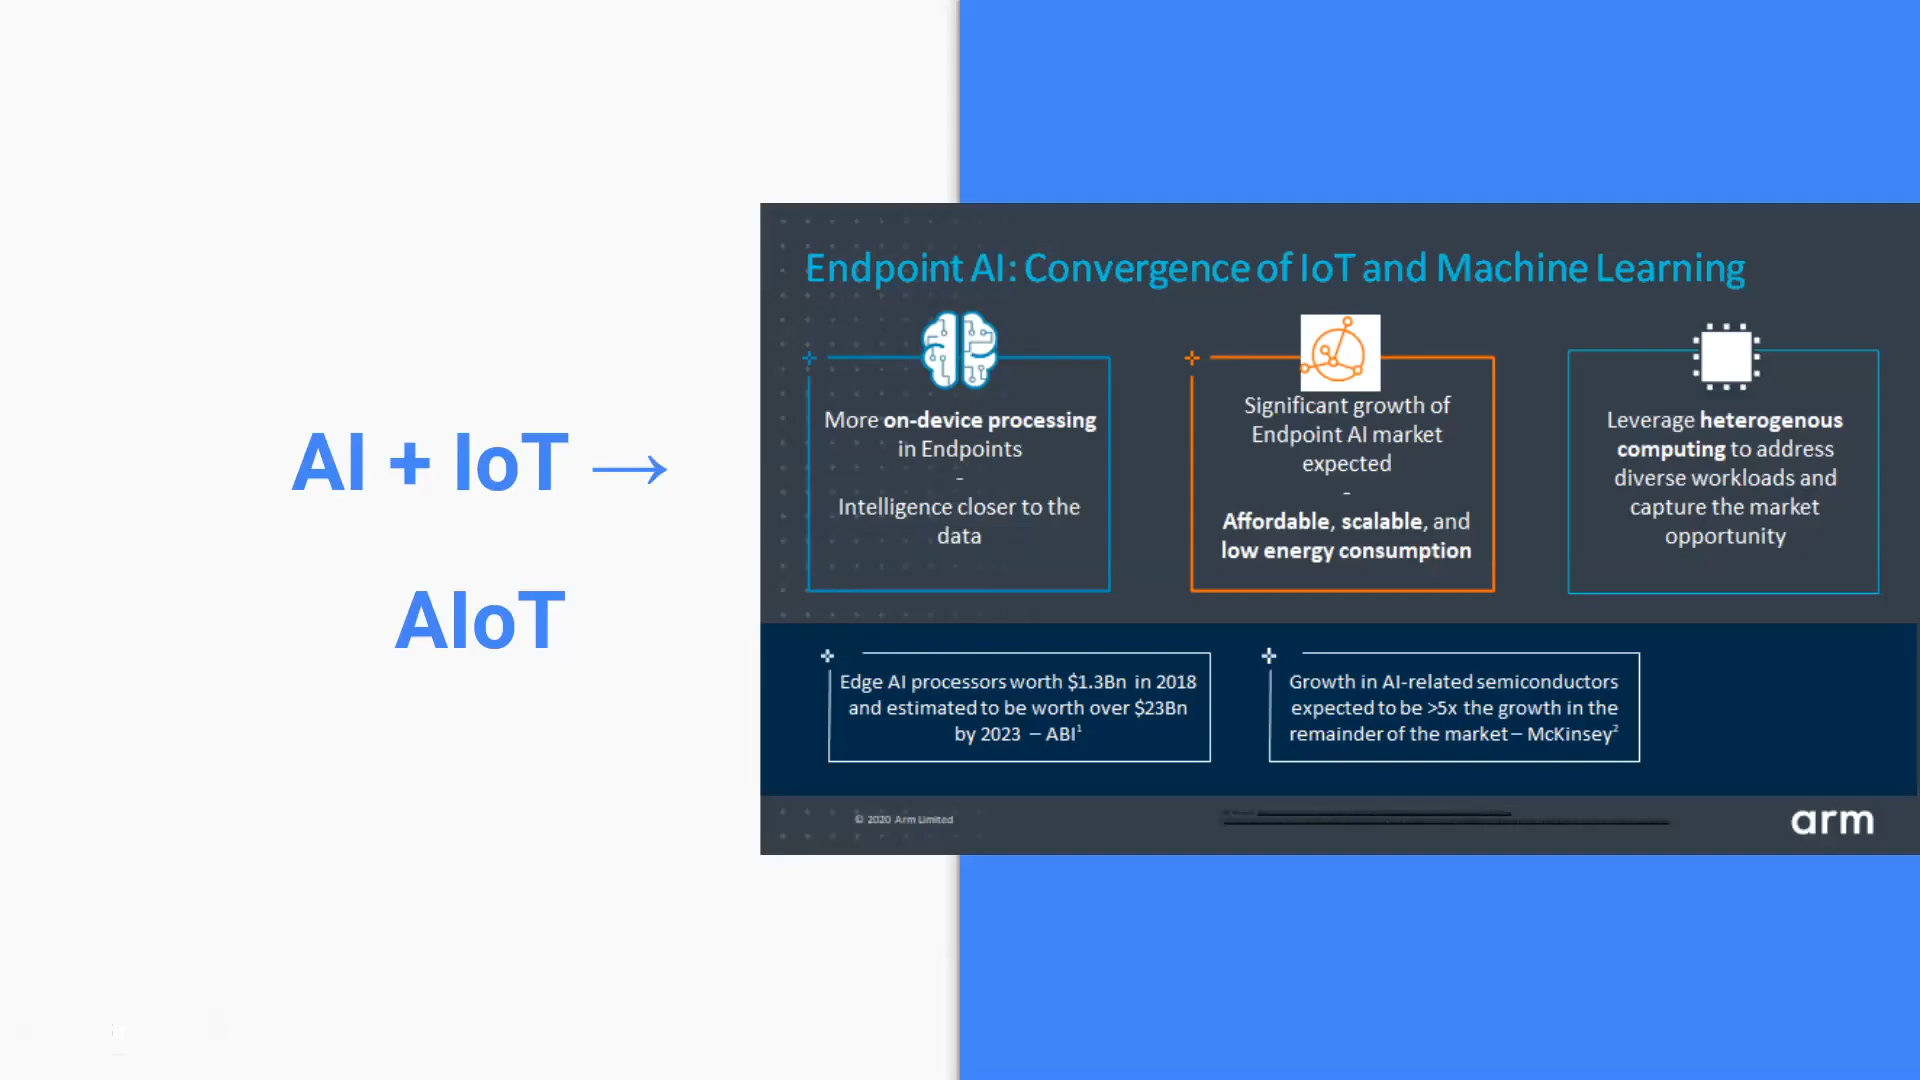 AI + IoT →
AIoT
Endpoint AI: Convergence of IoT and Machine Learning
More on-device processing
in Endpoints
-
Intelligence closer to the
data
Significant growth of
Endpoint AI market
expected
-
Affordable, scalable, and
low energy consumption
Leverage heterogenous
computing to address
diverse workloads and
capture the market
opportunity
Edge AI processors worth $1.3Bn in 2018
and estimated to be worth over $23Bn
by 2023 – ABI¹
Growth in AI-related semiconductors
expected to be >5x the growth in the
remainder of the market – McKinsey²
© 2020 Arm Limited
arm